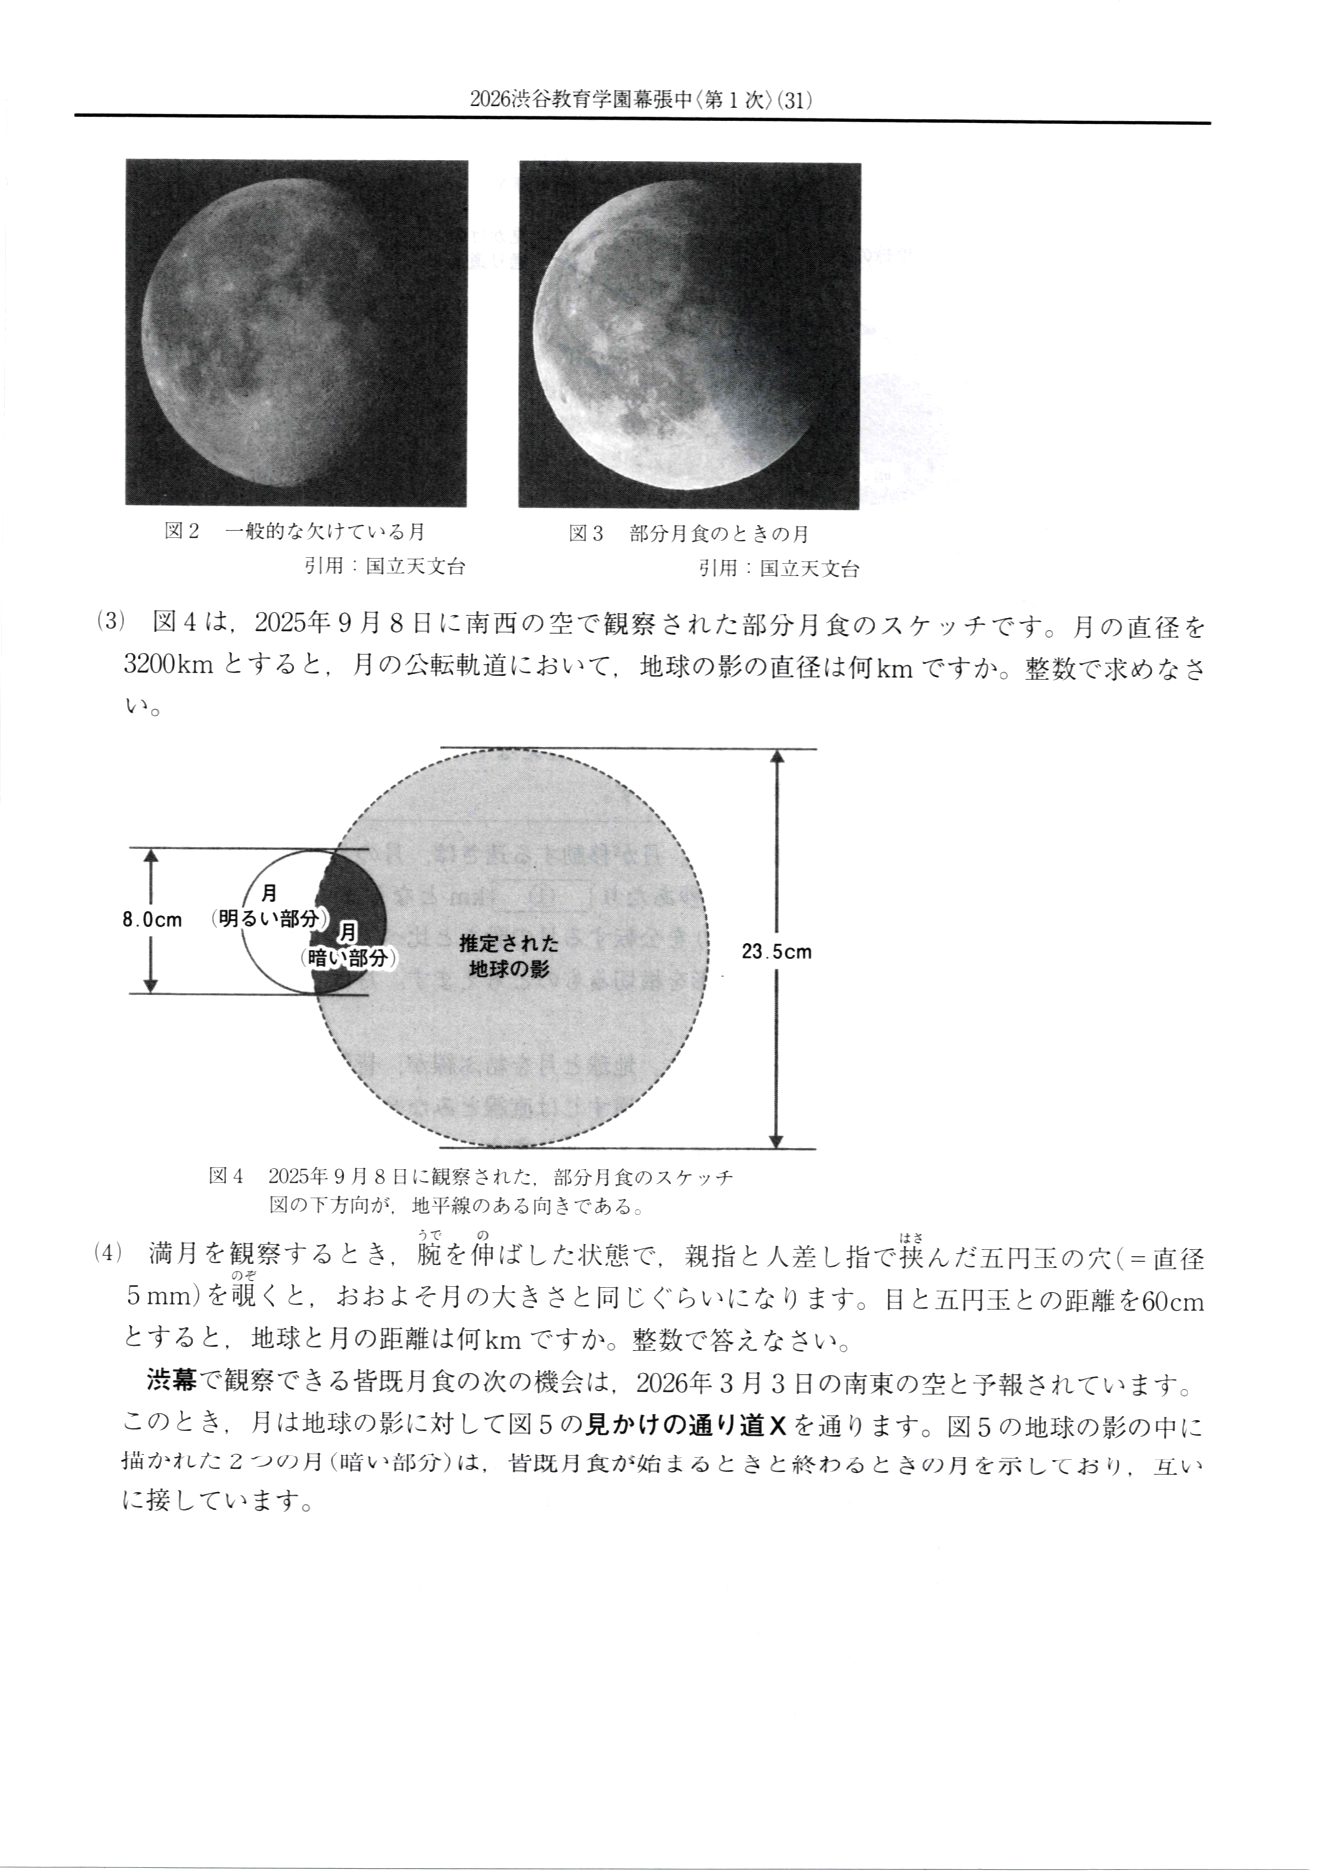 2026渋谷教育学園幕張中〈第1次〉(31)
図2 一般的な欠けている月
引用：国立天文台
図3 部分月食のときの月
引用：国立天文台
(3) 図4は，2025年9月8日に南西の空で観察された部分月食のスケッチです。月の直径を
3200kmとすると，月の公転軌道において，地球の影の直径は何kmですか。整数で求めなさ
い。
8.0cm
月
(明るい部分)
月
(暗い部分)
推定された
地球の影
23.5cm
図4 2025年9月8日に観察された，部分月食のスケッチ
図の下方向が，地平線のある向きである。
うで の はさ
(4) 満月を観察するとき，腕を伸ばした状態で，親指と人差し指で挟んだ五円玉の穴(＝直径
のぞ
5mm)を覗くと，おおよそ月の大きさと同じぐらいになります。目と五円玉との距離を60cm
とすると，地球と月の距離は何kmですか。整数で答えなさい。
渋幕で観察できる皆既月食の次の機会は，2026年3月3日の南東の空と予報されています。
このとき，月は地球の影に対して図5の見かけの通り道Xを通ります。図5の地球の影の中に
描かれた2つの月(暗い部分)は，皆既月食が始まるときと終わるときの月を示しており，互い
に接しています。